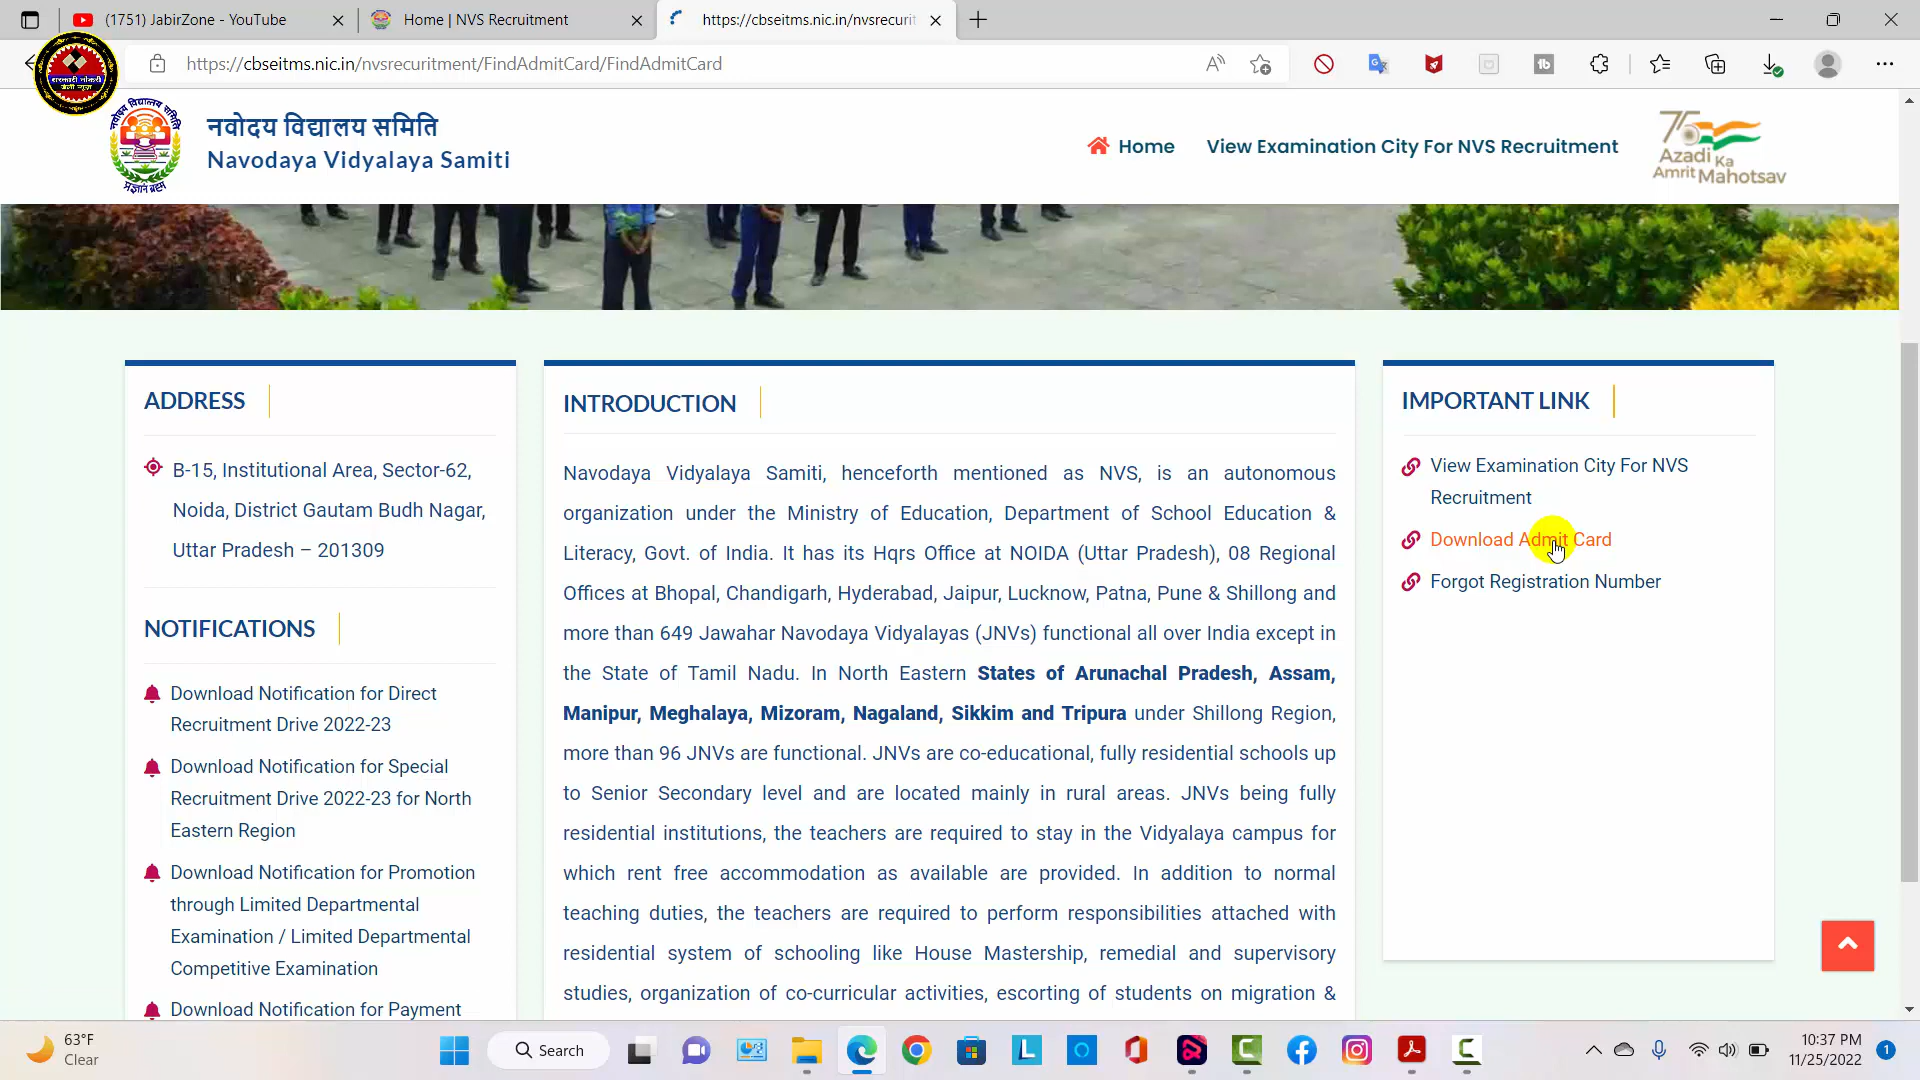 (1751) JabirZone - YouTube
Home | NVS Recruitment
https://cbseitms.nic.in/nvsrecurit
https://cbseitms.nic.in/nvsrecuritment/FindAdmitCard/FindAdmitCard
सरकारी नौकरी
नवोदय विद्यालय समिति
Navodaya Vidyalaya Samiti
नवोदय विद्यालय समिति
प्रज्ञानं ब्रह्म
Home
View Examination City For NVS Recruitment
75
Azadi Ka
Amrit Mahotsav
ADDRESS
B-15, Institutional Area, Sector-62,
Noida, District Gautam Budh Nagar,
Uttar Pradesh – 201309
NOTIFICATIONS
Download Notification for Direct
Recruitment Drive 2022-23
Download Notification for Special
Recruitment Drive 2022-23 for North
Eastern Region
Download Notification for Promotion
through Limited Departmental
Examination / Limited Departmental
Competitive Examination
Download Notification for Payment
INTRODUCTION
Navodaya Vidyalaya Samiti, henceforth mentioned as NVS, is an autonomous
organization under the Ministry of Education, Department of School Education &
Literacy, Govt. of India. It has its Hqrs Office at NOIDA (Uttar Pradesh), 08 Regional
Offices at Bhopal, Chandigarh, Hyderabad, Jaipur, Lucknow, Patna, Pune & Shillong and
more than 649 Jawahar Navodaya Vidyalayas (JNVs) functional all over India except in
the State of Tamil Nadu. In North Eastern States of Arunachal Pradesh, Assam,
Manipur, Meghalaya, Mizoram, Nagaland, Sikkim and Tripura under Shillong Region,
more than 96 JNVs are functional. JNVs are co-educational, fully residential schools up
to Senior Secondary level and are located mainly in rural areas. JNVs being fully
residential institutions, the teachers are required to stay in the Vidyalaya campus for
which rent free accommodation as available are provided. In addition to normal
teaching duties, the teachers are required to perform responsibilities attached with
residential system of schooling like House Mastership, remedial and supervisory
studies, organization of co-curricular activities, escorting of students on migration &
IMPORTANT LINK
View Examination City For NVS
Recruitment
Download Admit Card
Forgot Registration Number
63°F
Clear
Search
10:37 PM
11/25/2022
1